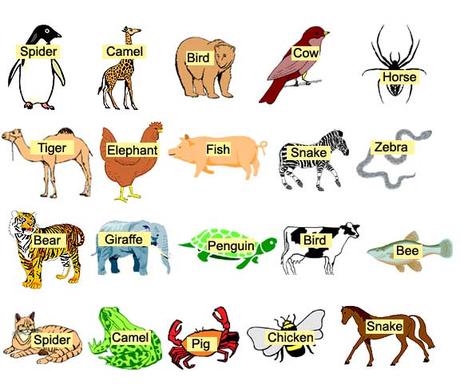 Spider
Camel
Bird
Cow
Horse
Tiger
Elephant
Fish
Snake
Zebra
Bear
Giraffe
Penguin
Bird
Bee
Spider
Camel
Pig
Chicken
Snake